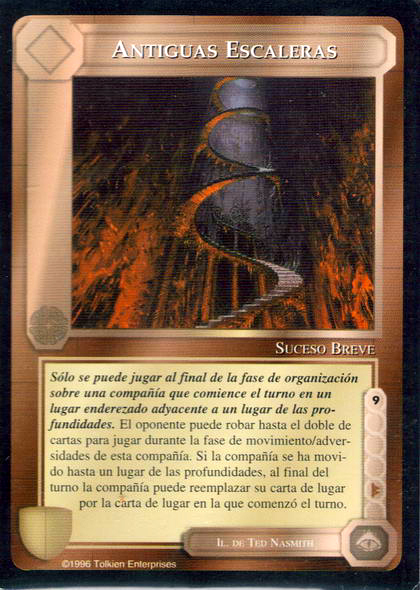 Antiguas Escaleras
Suceso Breve
Sólo se puede jugar al final de la fase de organización
sobre una compañía que comience el turno en un
lugar enderezado adyacente a un lugar de las pro-
fundidades. El oponente puede robar hasta el doble de
cartas para jugar durante la fase de movimiento/adver-
sidades de esta compañía. Si la compañía se ha movi-
do hasta un lugar de las profundidades, al final del
turno la compañía puede reemplazar su carta de lugar
por la carta de lugar en la que comenzó el turno.
9
Il. de Ted Nasmith
©1996 Tolkien Enterprises